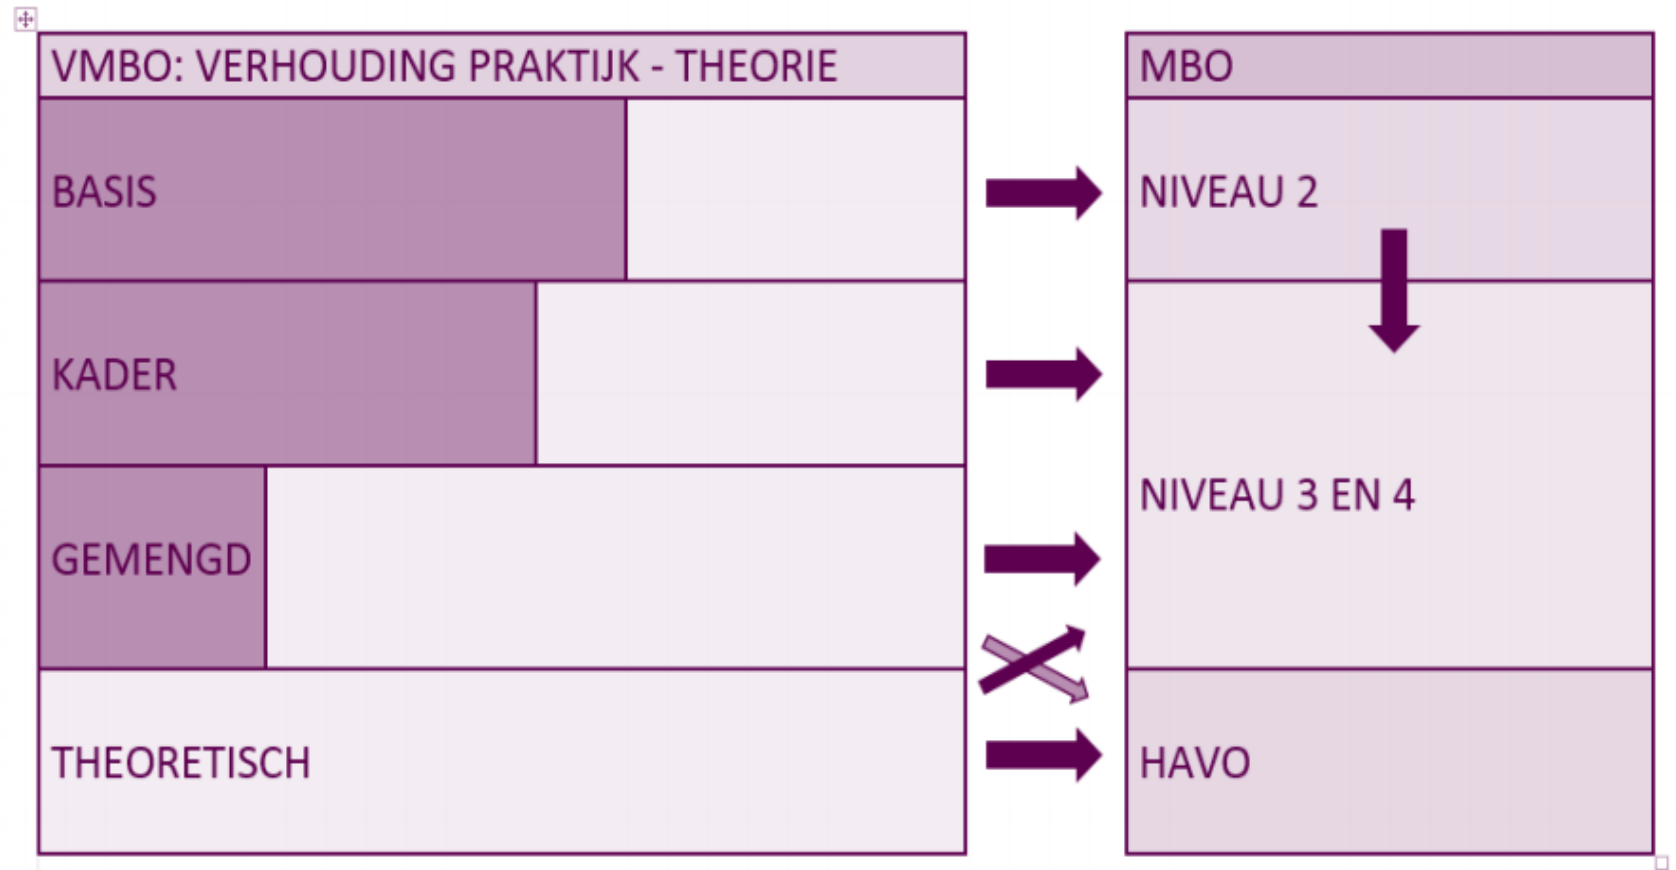 VMBO: VERHOUDING PRAKTIJK - THEORIE
BASIS
KADER
GEMENGD
THEORETISCH
MBO
NIVEAU 2
NIVEAU 3 EN 4
HAVO